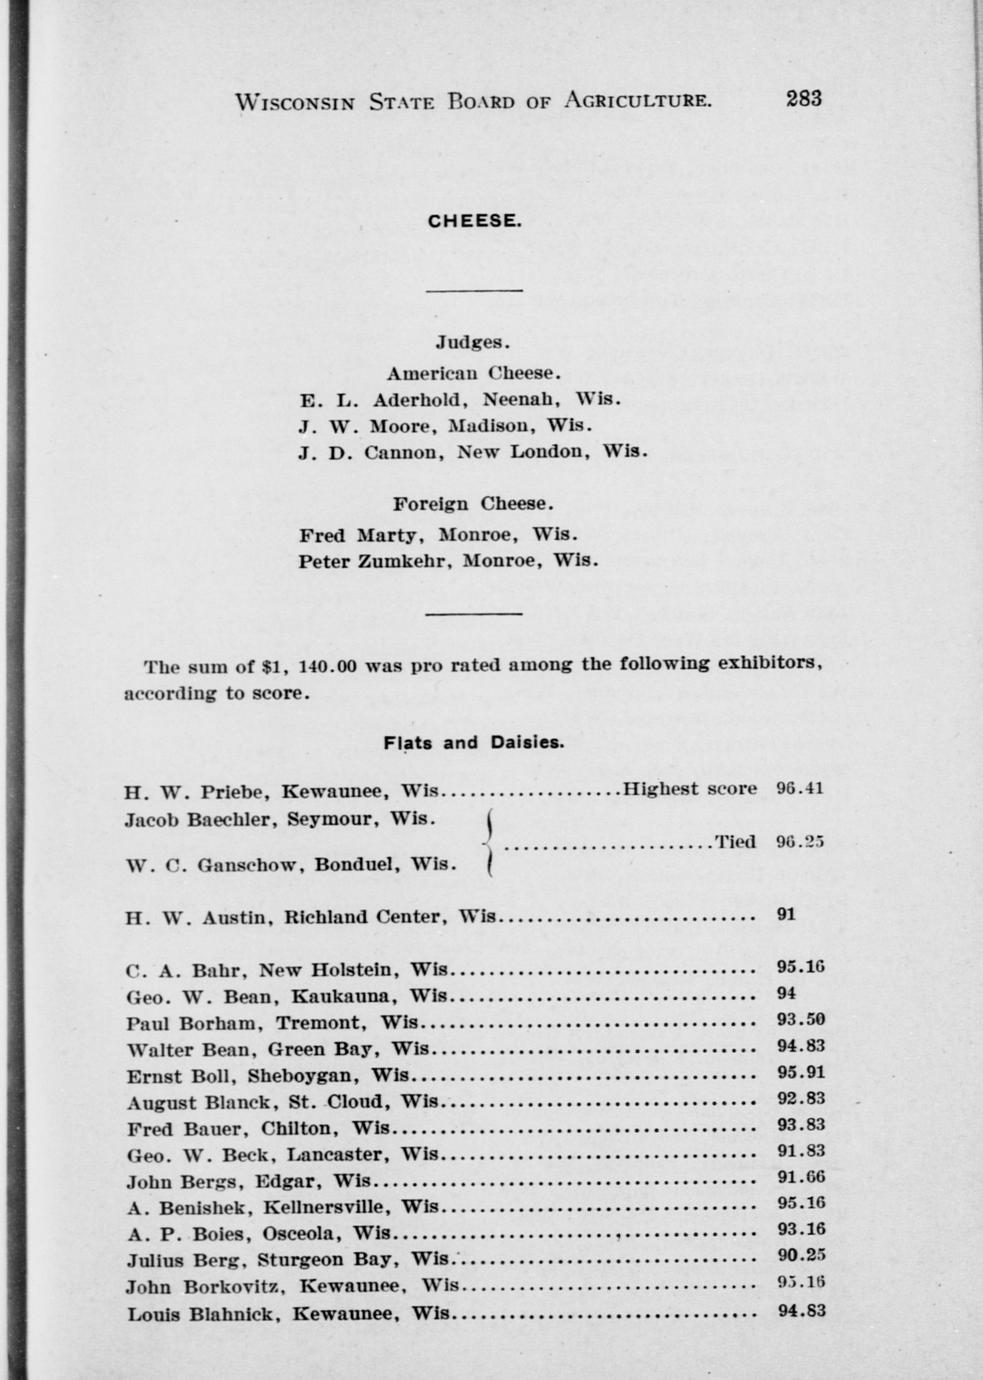 WISCONSIN STATE BOARD OF AGRICULTURE. 283
CHEESE.
Judges.
American Cheese.
E. L. Aderhold, Neenah, Wis.
J. W. Moore, Madison, Wis.
J. D. Cannon, New London, Wis.
Foreign Cheese.
Fred Marty, Monroe, Wis.
Peter Zumkehr, Monroe, Wis.
The sum of $1, 140.00 was pro rated among the following exhibitors,
according to score.
Flats and Daisies.
H. W. Priebe, Kewaunee, Wis...................Highest score 96.41
Jacob Baechler, Seymour, Wis.
......................Tied 96.25
W. C. Ganschow, Bonduel, Wis.
H. W. Austin, Richland Center, Wis........................... 91
C. A. Bahr, New Holstein, Wis................................ 95.16
Geo. W. Bean, Kaukauna, Wis................................ 94
Paul Borham, Tremont, Wis................................... 93.50
Walter Bean, Green Bay, Wis.................................. 94.83
Ernst Boll, Sheboygan, Wis.................................... 95.91
August Blanck, St. Cloud, Wis................................. 92.83
Fred Bauer, Chilton, Wis...................................... 93.83
Geo. W. Beck, Lancaster, Wis................................. 91.83
John Bergs, Edgar, Wis........................................ 91.66
A. Benishek, Kellnersville, Wis................................. 95.16
A. P. Boies, Osceola, Wis...................................... 93.16
Julius Berg, Sturgeon Bay, Wis................................ 90.25
John Borkovitz, Kewaunee, Wis............................... 95.16
Louis Blahnick, Kewaunee, Wis................................ 94.83